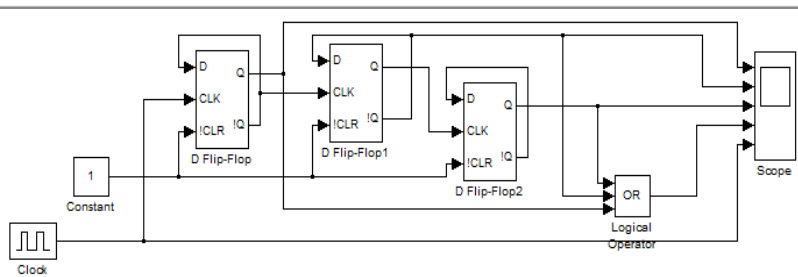 D
Q
CLK
!CLR
!Q
D Flip-Flop
D
Q
CLK
!CLR
!Q
D Flip-Flop1
D
Q
CLK
!CLR
!Q
D Flip-Flop2
1
Constant
OR
Logical
Operator
Scope
Clock